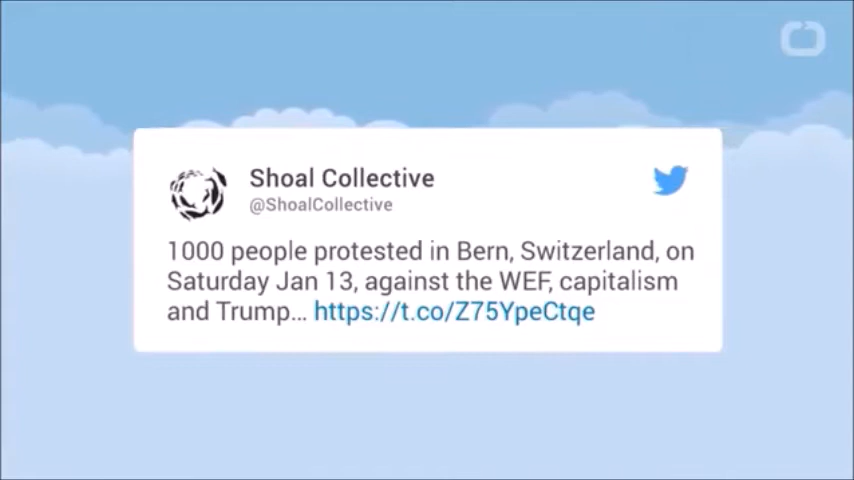 Shoal Collective
@ShoalCollective
1000 people protested in Bern, Switzerland, on
Saturday Jan 13, against the WEF, capitalism
and Trump... https://t.co/Z75YpeCtqe